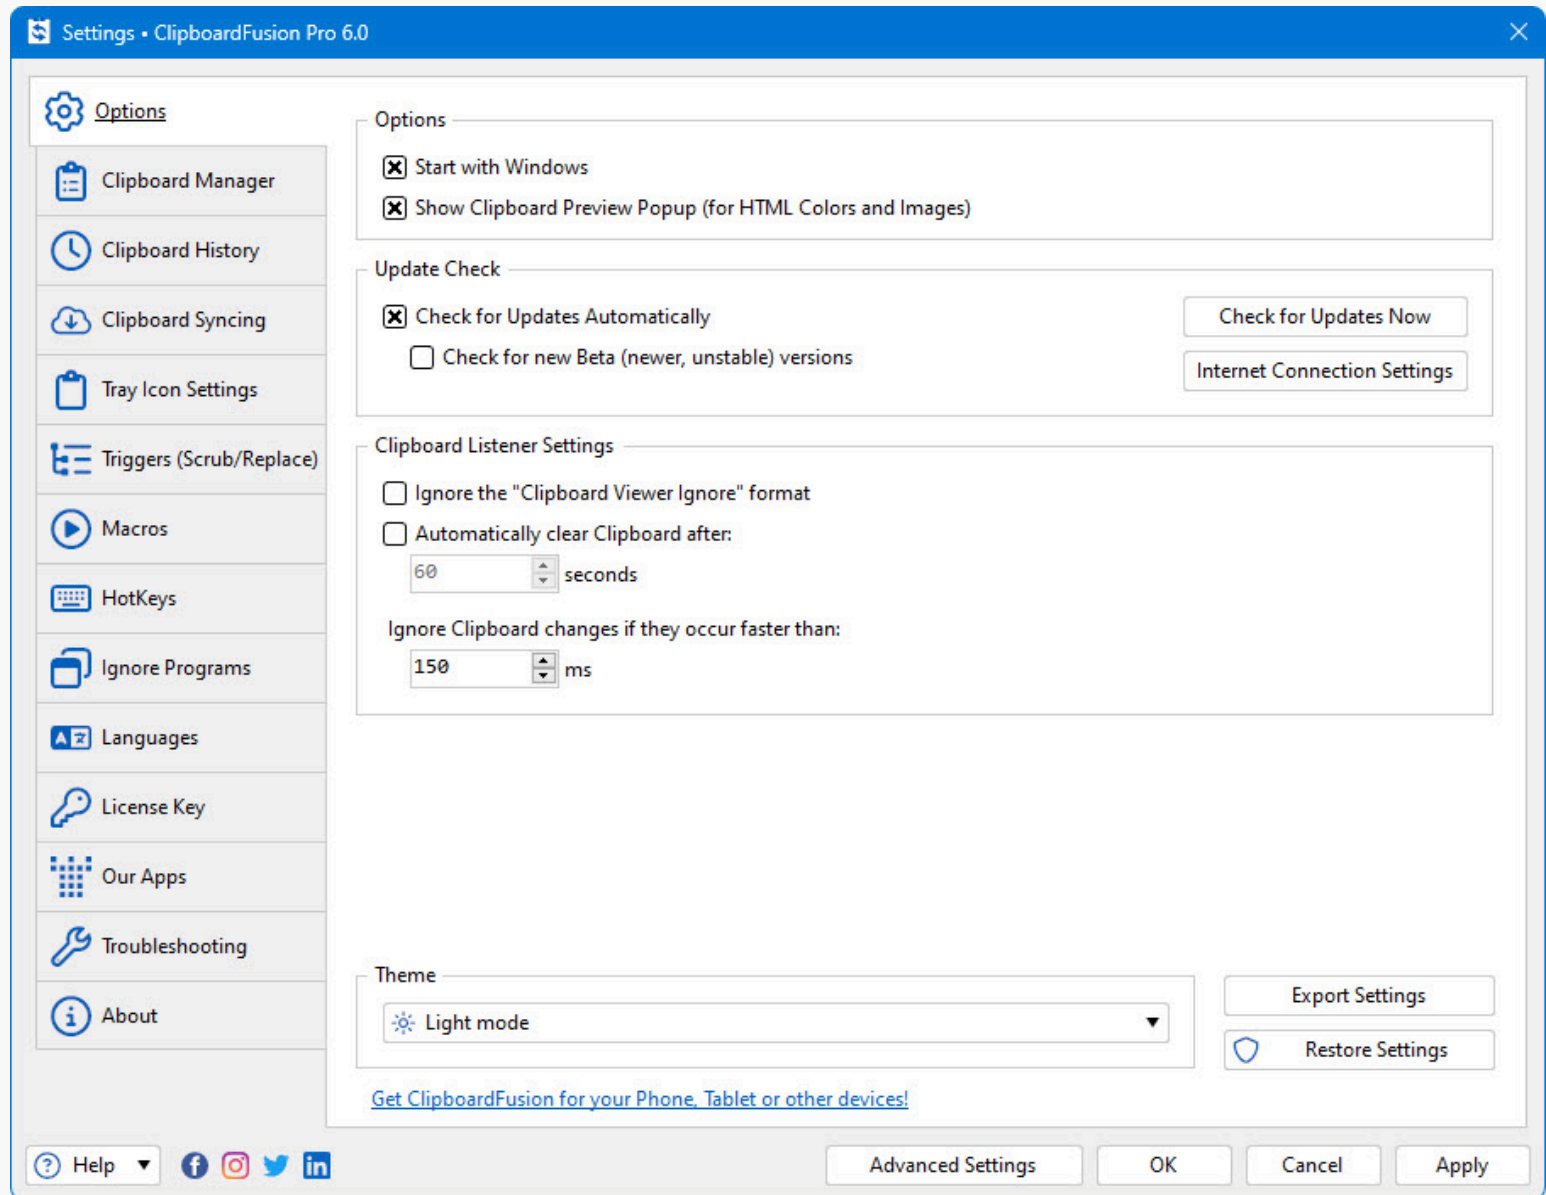 Settings • ClipboardFusion Pro 6.0
Options
Clipboard Manager
Clipboard History
Clipboard Syncing
Tray Icon Settings
Triggers (Scrub/Replace)
Macros
HotKeys
Ignore Programs
Languages
License Key
Our Apps
Troubleshooting
About
Options
Start with Windows
Show Clipboard Preview Popup (for HTML Colors and Images)
Update Check
Check for Updates Automatically
Check for Updates Now
Check for new Beta (newer, unstable) versions
Internet Connection Settings
Clipboard Listener Settings
Ignore the "Clipboard Viewer Ignore" format
Automatically clear Clipboard after:
60 seconds
Ignore Clipboard changes if they occur faster than:
150 ms
Theme
Light mode
Export Settings
Restore Settings
Get ClipboardFusion for your Phone, Tablet or other devices!
Help
Advanced Settings
OK
Cancel
Apply